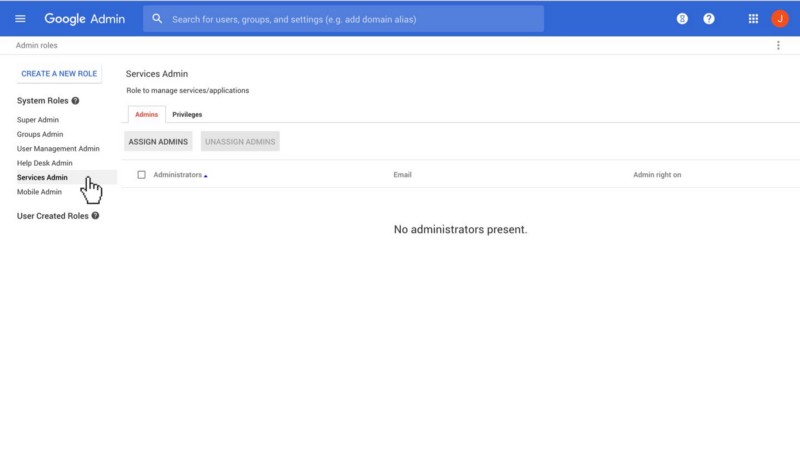 Google Admin
Search for users, groups, and settings (e.g. add domain alias)
8
?
J
Admin roles
CREATE A NEW ROLE
System Roles ?
Super Admin
Groups Admin
User Management Admin
Help Desk Admin
Services Admin
Mobile Admin
User Created Roles ?
Services Admin
Role to manage services/applications
Admins Privileges
ASSIGN ADMINS UNASSIGN ADMINS
Administrators Email Admin right on
No administrators present.